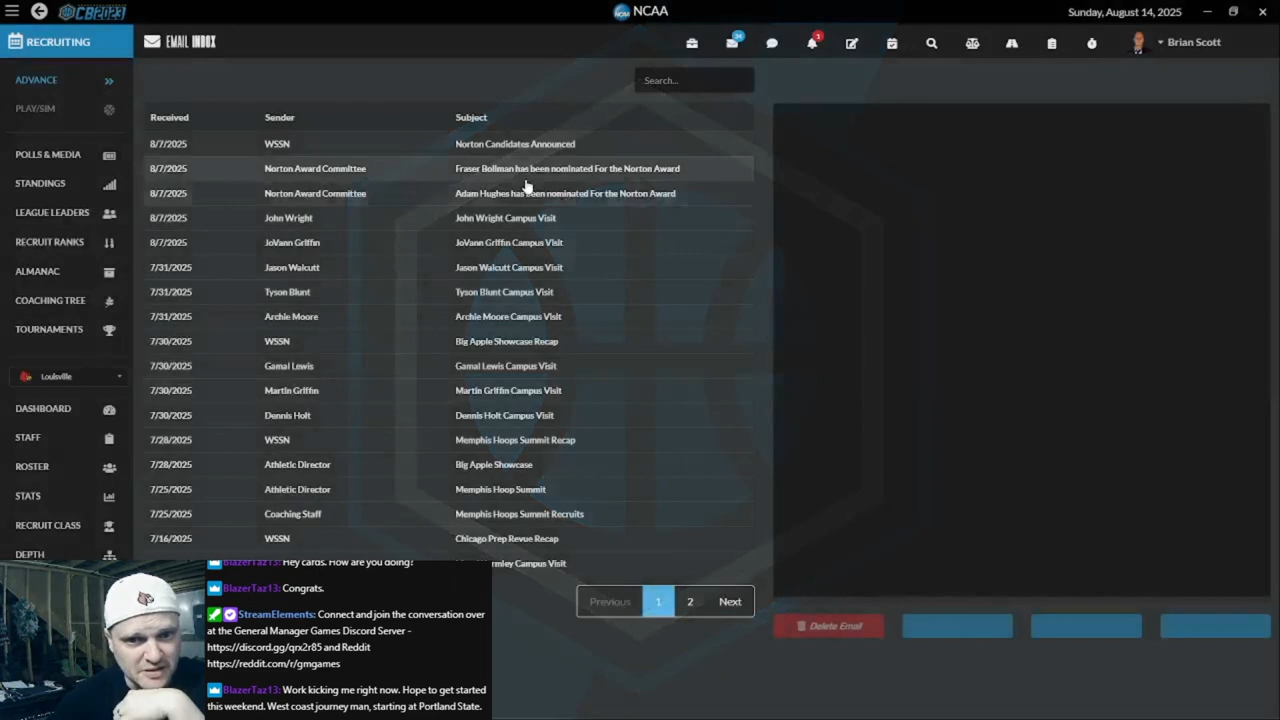 CB2023
NCAA
Sunday, August 14, 2025
RECRUITING
EMAIL INBOX
34
1
Brian Scott
ADVANCE
PLAY/SIM
POLLS & MEDIA
STANDINGS
LEAGUE LEADERS
RECRUIT RANKS
ALMANAC
COACHING TREE
TOURNAMENTS
Louisville
DASHBOARD
STAFF
ROSTER
STATS
RECRUIT CLASS
DEPTH
Search...
Received Sender Subject
8/7/2025 WSSN Norton Candidates Announced
8/7/2025 Norton Award Committee Fraser Bollman has been nominated For the Norton Award
8/7/2025 Norton Award Committee Adam Hughes has been nominated For the Norton Award
8/7/2025 John Wright John Wright Campus Visit
8/7/2025 JoVann Griffin JoVann Griffin Campus Visit
7/31/2025 Jason Walcutt Jason Walcutt Campus Visit
7/31/2025 Tyson Blunt Tyson Blunt Campus Visit
7/31/2025 Archie Moore Archie Moore Campus Visit
7/30/2025 WSSN Big Apple Showcase Recap
7/30/2025 Gamal Lewis Gamal Lewis Campus Visit
7/30/2025 Martin Griffin Martin Griffin Campus Visit
7/30/2025 Dennis Holt Dennis Holt Campus Visit
7/28/2025 WSSN Memphis Hoops Summit Recap
7/28/2025 Athletic Director Big Apple Showcase
7/25/2025 Athletic Director Memphis Hoop Summit
7/25/2025 Coaching Staff Memphis Hoops Summit Recruits
7/16/2025 WSSN Chicago Prep Revue Recap
Campus Visit
Previous 1 2 Next
Delete Email
BlazerTaz13: Hey cards. How are you doing?
BlazerTaz13: Congrats.
StreamElements: Connect and join the conversation over
at the General Manager Games Discord Server -
https://discord.gg/qrx2r85 and Reddit
https://reddit.com/r/gmgames
BlazerTaz13: Work kicking me right now. Hope to get started
this weekend. West coast journey man, starting at Portland State.